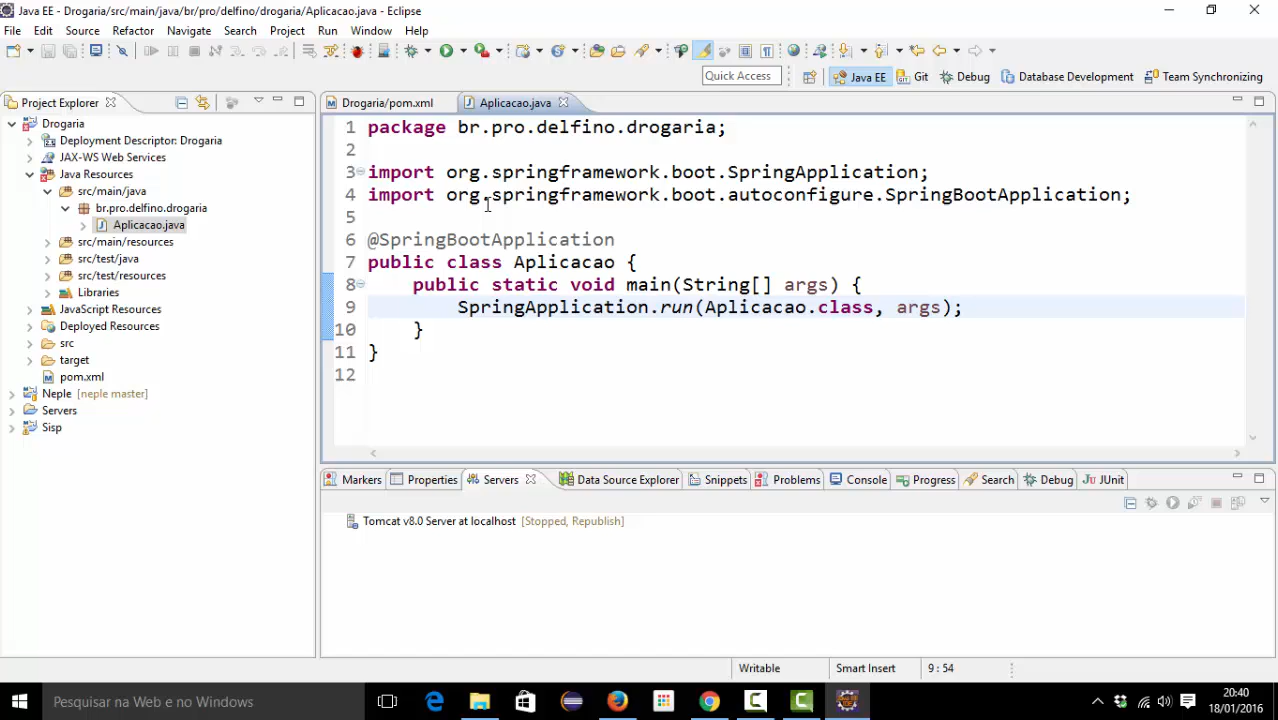 Java EE - Drogaria/src/main/java/br/pro/delfino/drogaria/Aplicacao.java - Eclipse
File Edit Source Refactor Navigate Search Project Run Window Help
Quick Access
Java EE Git Debug Database Development Team Synchronizing
Project Explorer
Drogaria
Deployment Descriptor: Drogaria
JAX-WS Web Services
Java Resources
src/main/java
br.pro.delfino.drogaria
Aplicacao.java
src/main/resources
src/test/java
src/test/resources
Libraries
JavaScript Resources
Deployed Resources
src
target
pom.xml
Neple [neple master]
Servers
Sisp
Drogaria/pom.xml Aplicacao.java
1 package br.pro.delfino.drogaria;
2
3 import org.springframework.boot.SpringApplication;
4 import org.springframework.boot.autoconfigure.SpringBootApplication;
5
6 @SpringBootApplication
7 public class Aplicacao {
8 public static void main(String[] args) {
9 SpringApplication.run(Aplicacao.class, args);
10 }
11 }
12
Markers Properties Servers Data Source Explorer Snippets Problems Console Progress Search Debug JUnit
Tomcat v8.0 Server at localhost [Stopped, Republish]
Writable Smart Insert 9 : 54
Pesquisar na Web e no Windows
20:40
18/01/2016